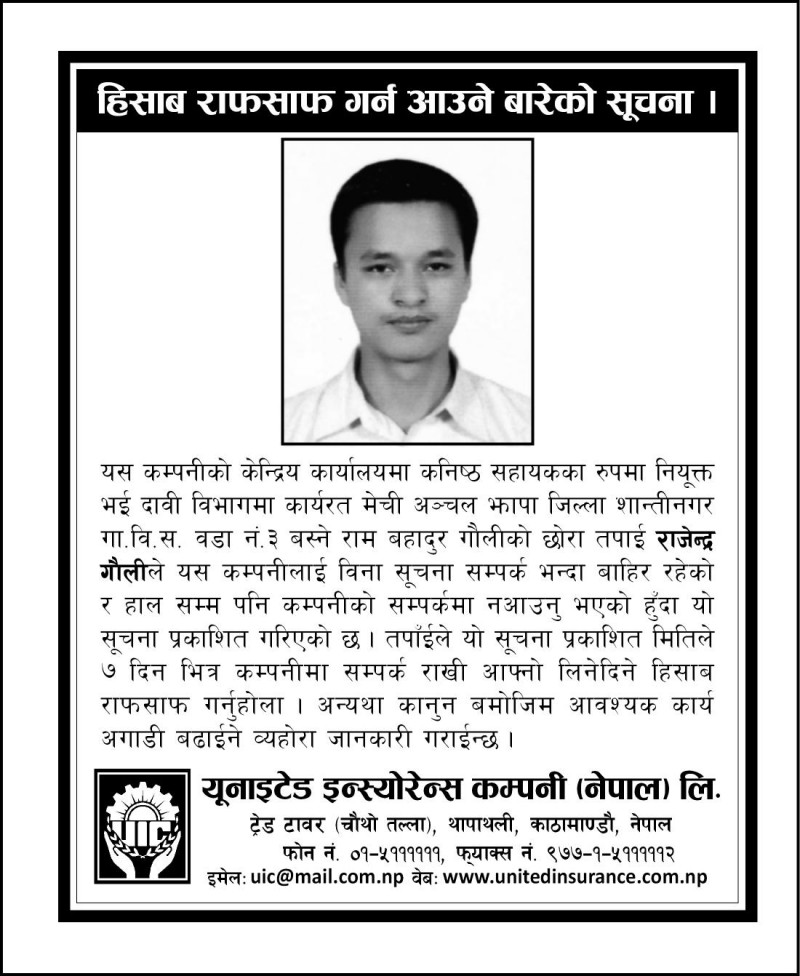 हिसाब राफसाफ गर्न आउने बारेको सूचना ।
यस कम्पनीको केन्द्रिय कार्यालयमा कनिष्ठ सहायकका रुपमा नियूक्त
भई दावी विभागमा कार्यरत मेची अञ्चल झापा जिल्ला शान्तीनगर
गा.वि.स. वडा नं.३ बस्ने राम बहादुर गौलीको छोरा तपाई राजेन्द्र
गौलीले यस कम्पनीलाई विना सूचना सम्पर्क भन्दा बाहिर रहेको
र हाल सम्म पनि कम्पनीको सम्पर्कमा नआउनु भएको हुँदा यो
सूचना प्रकाशित गरिएको छ । तपाँईले यो सूचना प्रकाशित मितिले
७ दिन भित्र कम्पनीमा सम्पर्क राखी आफ्नो लिनेदिने हिसाब
राफसाफ गर्नुहोला । अन्यथा कानुन बमोजिम आवश्यक कार्य
अगाडी बढाईने व्यहोरा जानकारी गराईन्छ ।
UIC
यूनाइटेड इन्स्योरेन्स कम्पनी (नेपाल) लि.
ट्रेड टावर (चौथो तल्ला), थापाथली, काठामाण्डौ, नेपाल
फोन नं. ०१-५१११११११, फ्याक्स नं. ९७७-१-५१११११२
इमेल: uic@mail.com.np वेब: www.unitedinsurance.com.np